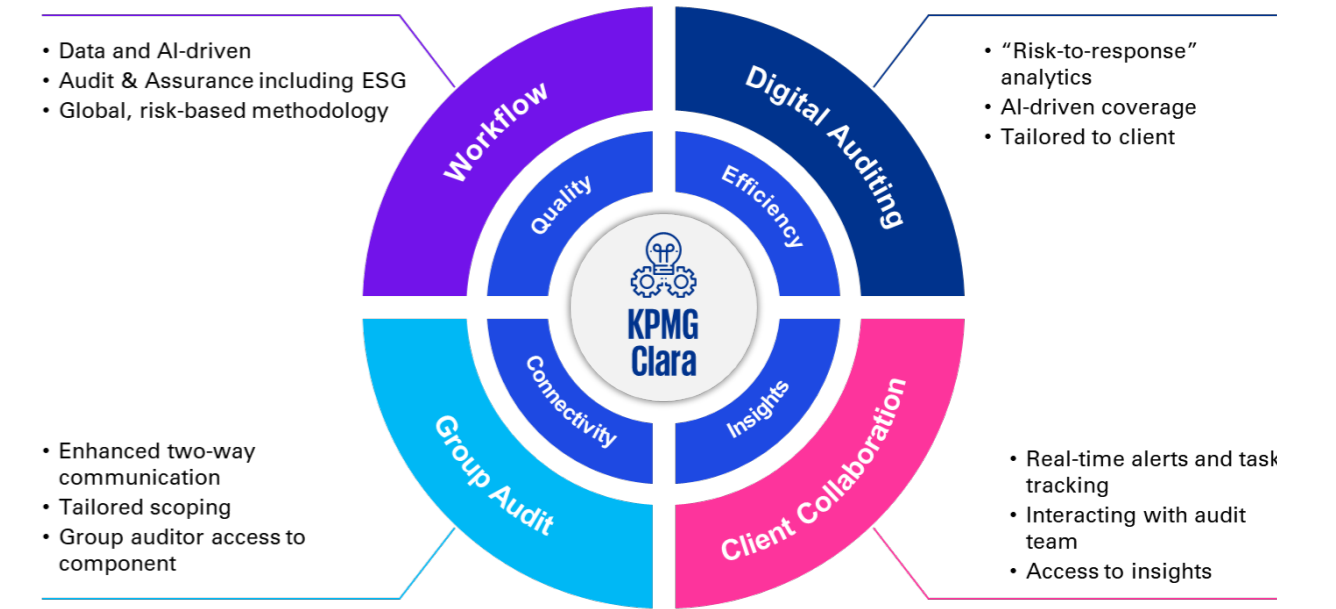 • Data and AI-driven
• Audit & Assurance including ESG
• Global, risk-based methodology
• “Risk-to-response”
analytics
• AI-driven coverage
• Tailored to client
Workflow
Digital Auditing
Quality
Efficiency
KPMG
Clara
Connectivity
Insights
Group Audit
Client Collaboration
• Enhanced two-way
communication
• Tailored scoping
• Group auditor access to
component
• Real-time alerts and task
tracking
• Interacting with audit
team
• Access to insights